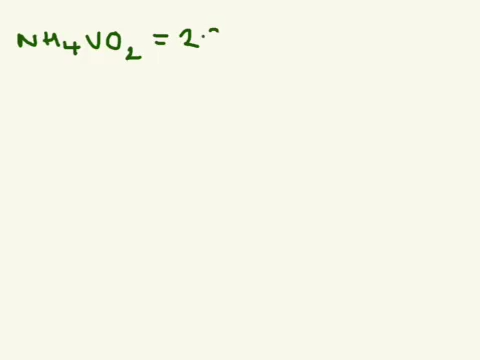 NH₄VO₂ = 2.